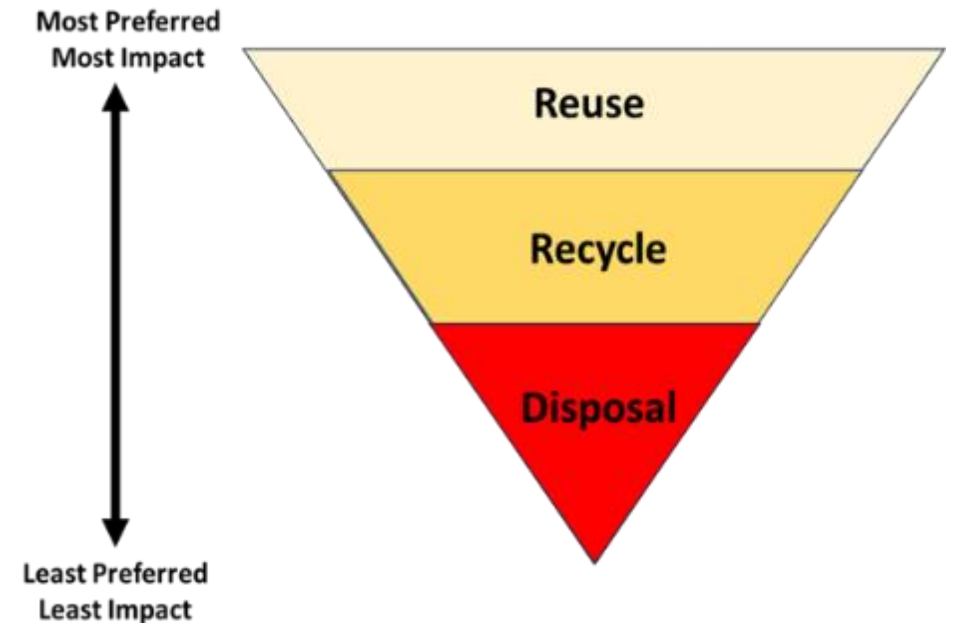 Most Preferred
Most Impact
Reuse
Recycle
Disposal
Least Preferred
Least Impact